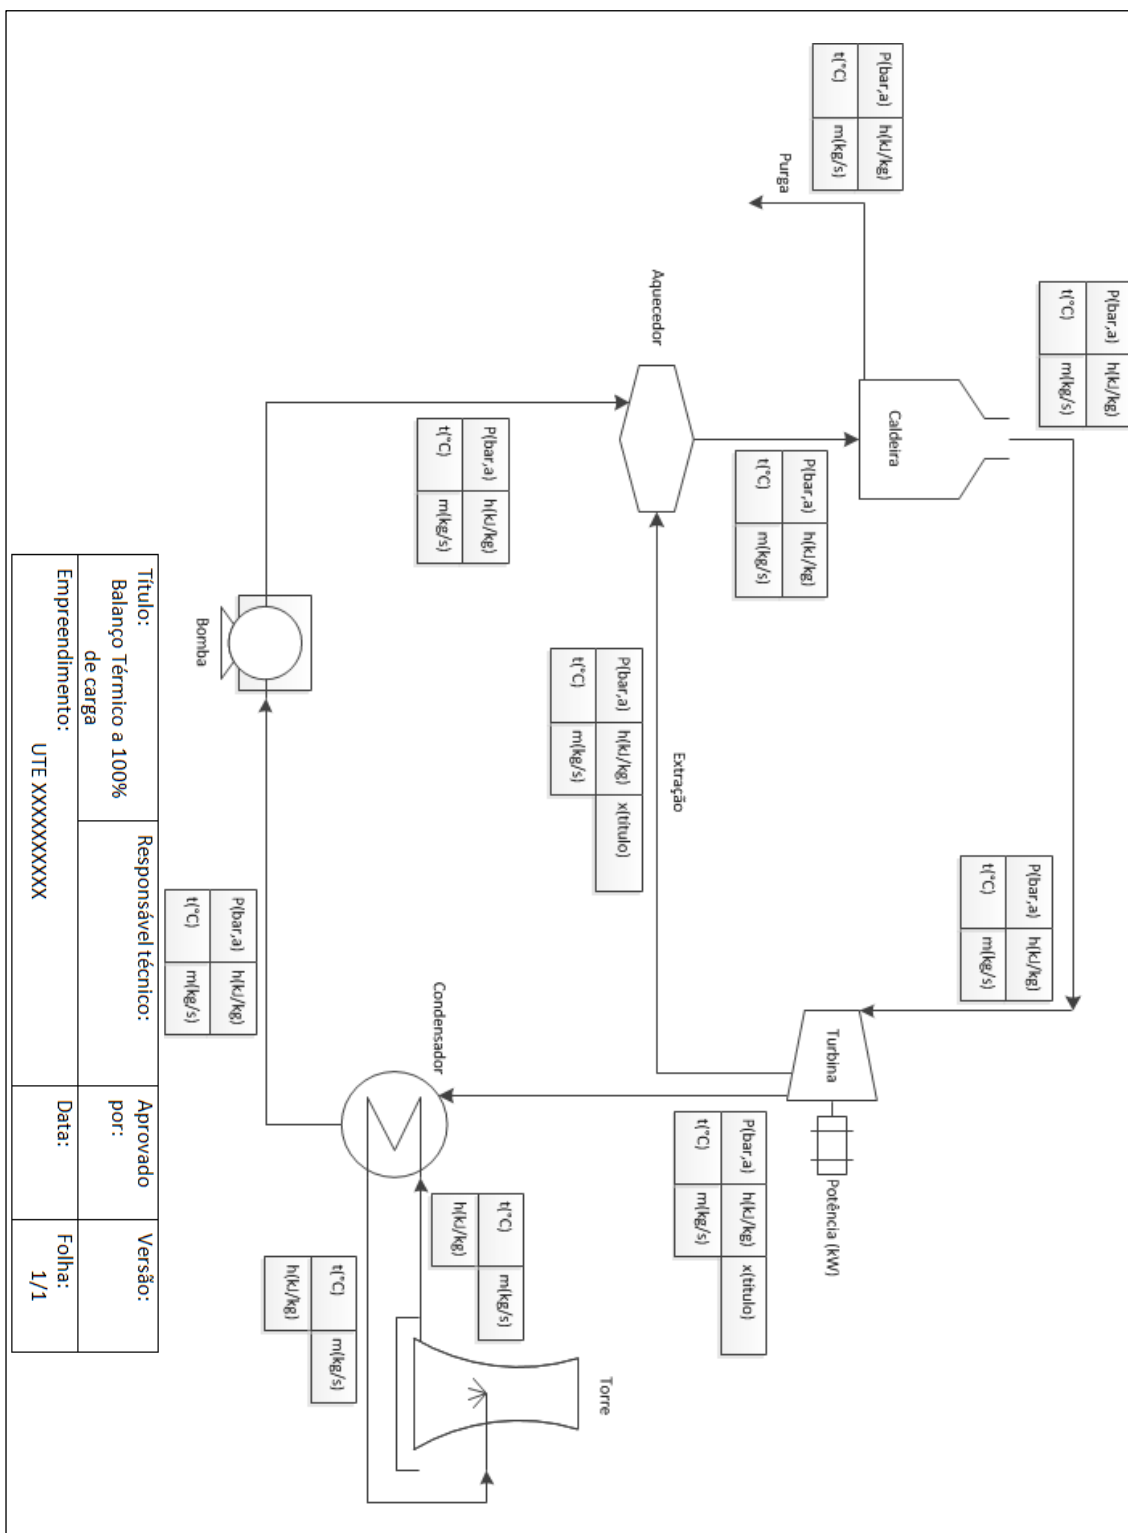 P(bar,a) h(kJ/kg)
t(°C) m(kg/s)
P(bar,a) h(kJ/kg)
t(°C) m(kg/s)
P(bar,a) h(kJ/kg)
t(°C) m(kg/s)
Caldeira
Turbina
Potência (kW)
Purga
P(bar,a) h(kJ/kg)
t(°C) m(kg/s)
P(bar,a) h(kJ/kg) x(titulo)
t(°C) m(kg/s)
Extração
Aquecedor
P(bar,a) h(kJ/kg) x(titulo)
t(°C) m(kg/s)
Torre
t(°C) m(kg/s)
h(kJ/kg)
P(bar,a) h(kJ/kg)
t(°C) m(kg/s)
Condensador
t(°C) m(kg/s)
h(kJ/kg)
P(bar,a) h(kJ/kg)
t(°C) m(kg/s)
Bomba
Título:
Balanço Térmico a 100%
de carga
Responsável técnico:
Aprovado
por:
Versão:
Empreendimento:
UTE XXXXXXXXX
Data:
Folha:
1/1